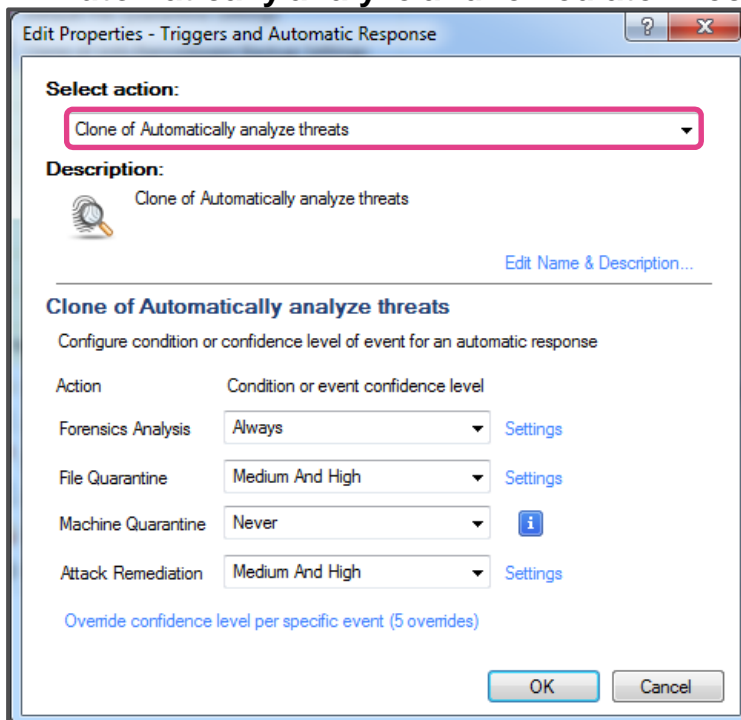 Edit Properties - Triggers and Automatic Response
Select action:
Clone of Automatically analyze threats
Description:
Clone of Automatically analyze threats
Edit Name & Description...
Clone of Automatically analyze threats
Configure condition or confidence level of event for an automatic response
Action Condition or event confidence level
Forensics Analysis Always Settings
File Quarantine Medium And High Settings
Machine Quarantine Never i
Attack Remediation Medium And High Settings
Override confidence level per specific event (5 overrides)
OK Cancel